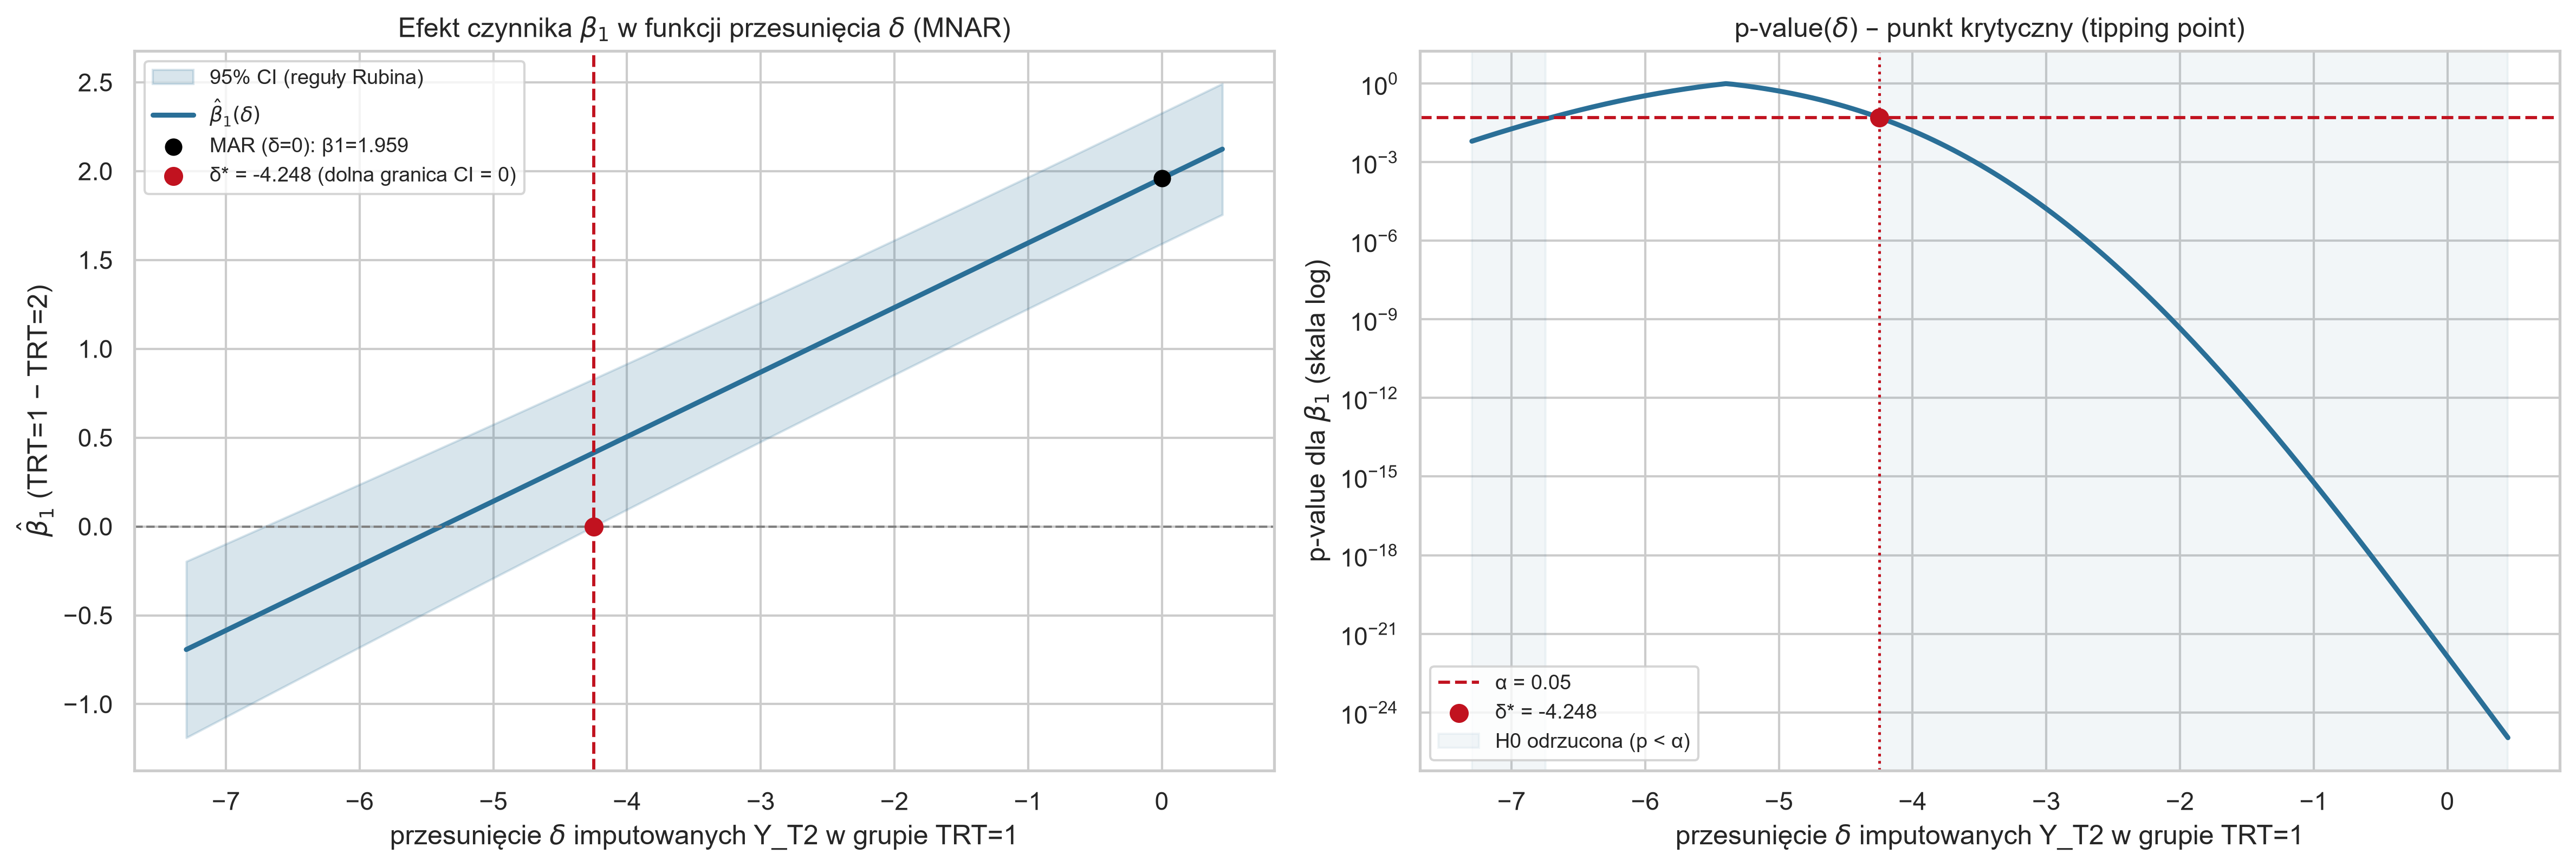 Efekt czynnika β₁ w funkcji przesunięcia δ (MNAR)
95% CI (reguły Rubina)
β̂₁(δ)
MAR (δ=0): β1=1.959
δ* = -4.248 (dolna granica CI = 0)
β̂₁ (TRT=1 − TRT=2)
2.5
2.0
1.5
1.0
0.5
0.0
−0.5
−1.0
−7 −6 −5 −4 −3 −2 −1 0
przesunięcie δ imputowanych Y_T2 w grupie TRT=1
p-value(δ) – punkt krytyczny (tipping point)
p-value dla β₁ (skala log)
10⁰
10⁻³
10⁻⁶
10⁻⁹
10⁻¹²
10⁻¹⁵
10⁻¹⁸
10⁻²¹
10⁻²⁴
α = 0.05
δ* = -4.248
H0 odrzucona (p < α)
−7 −6 −5 −4 −3 −2 −1 0
przesunięcie δ imputowanych Y_T2 w grupie TRT=1